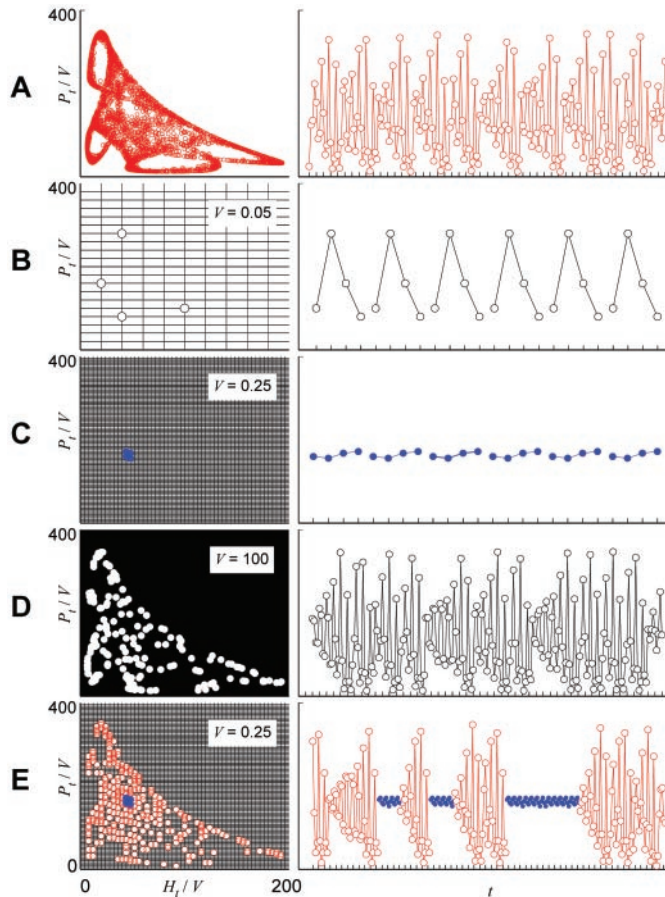 400
A
P_t / V
400
V = 0.05
B
P_t / V
400
V = 0.25
C
P_t / V
400
V = 100
D
P_t / V
400
V = 0.25
E
P_t / V
0
0 200
H_t / V t